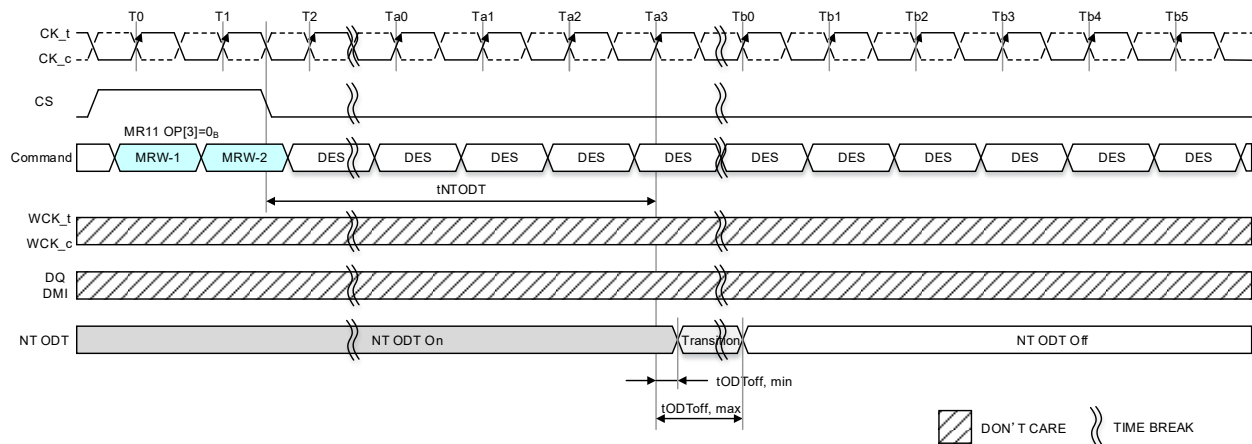 T0 T1 T2 Ta0 Ta1 Ta2 Ta3 Tb0 Tb1 Tb2 Tb3 Tb4 Tb5
CK_t
CK_c
CS
MR11 OP[3]=0B
Command MRW-1 MRW-2 DES DES DES DES DES DES DES DES DES DES DES
tNTODT
WCK_t
WCK_c
DQ
DMI
NT ODT NT ODT On Transition NT ODT Off
tODToff, min
tODToff, max
DON'T CARE TIME BREAK